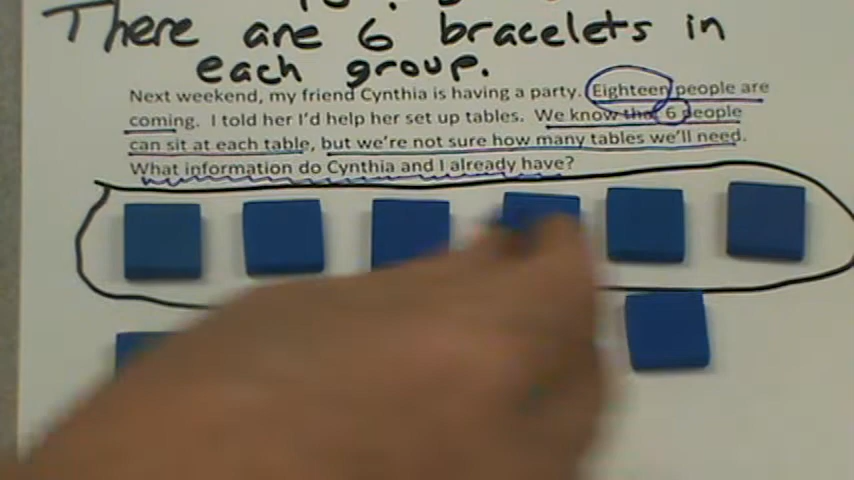 There are 6 bracelets in
each group.
Next weekend, my friend Cynthia is having a party. Eighteen people are
coming. I told her I'd help her set up tables. We know that 6 people
can sit at each table, but we're not sure how many tables we'll need.
What information do Cynthia and I already have?